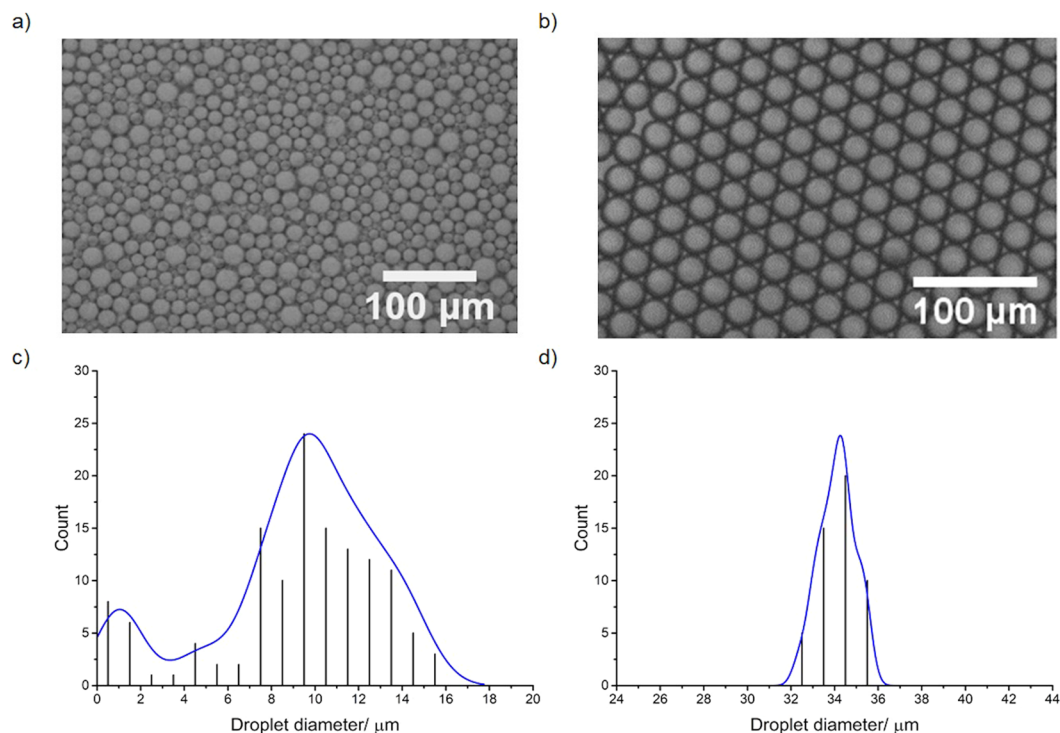 a)
b)
100 µm
100 µm
c)
d)
30
25
20
15
10
5
0
Count
0 2 4 6 8 10 12 14 16 18 20
Droplet diameter/ µm
30
25
20
15
10
5
0
Count
24 26 28 30 32 34 36 38 40 42 44
Droplet diameter/ µm